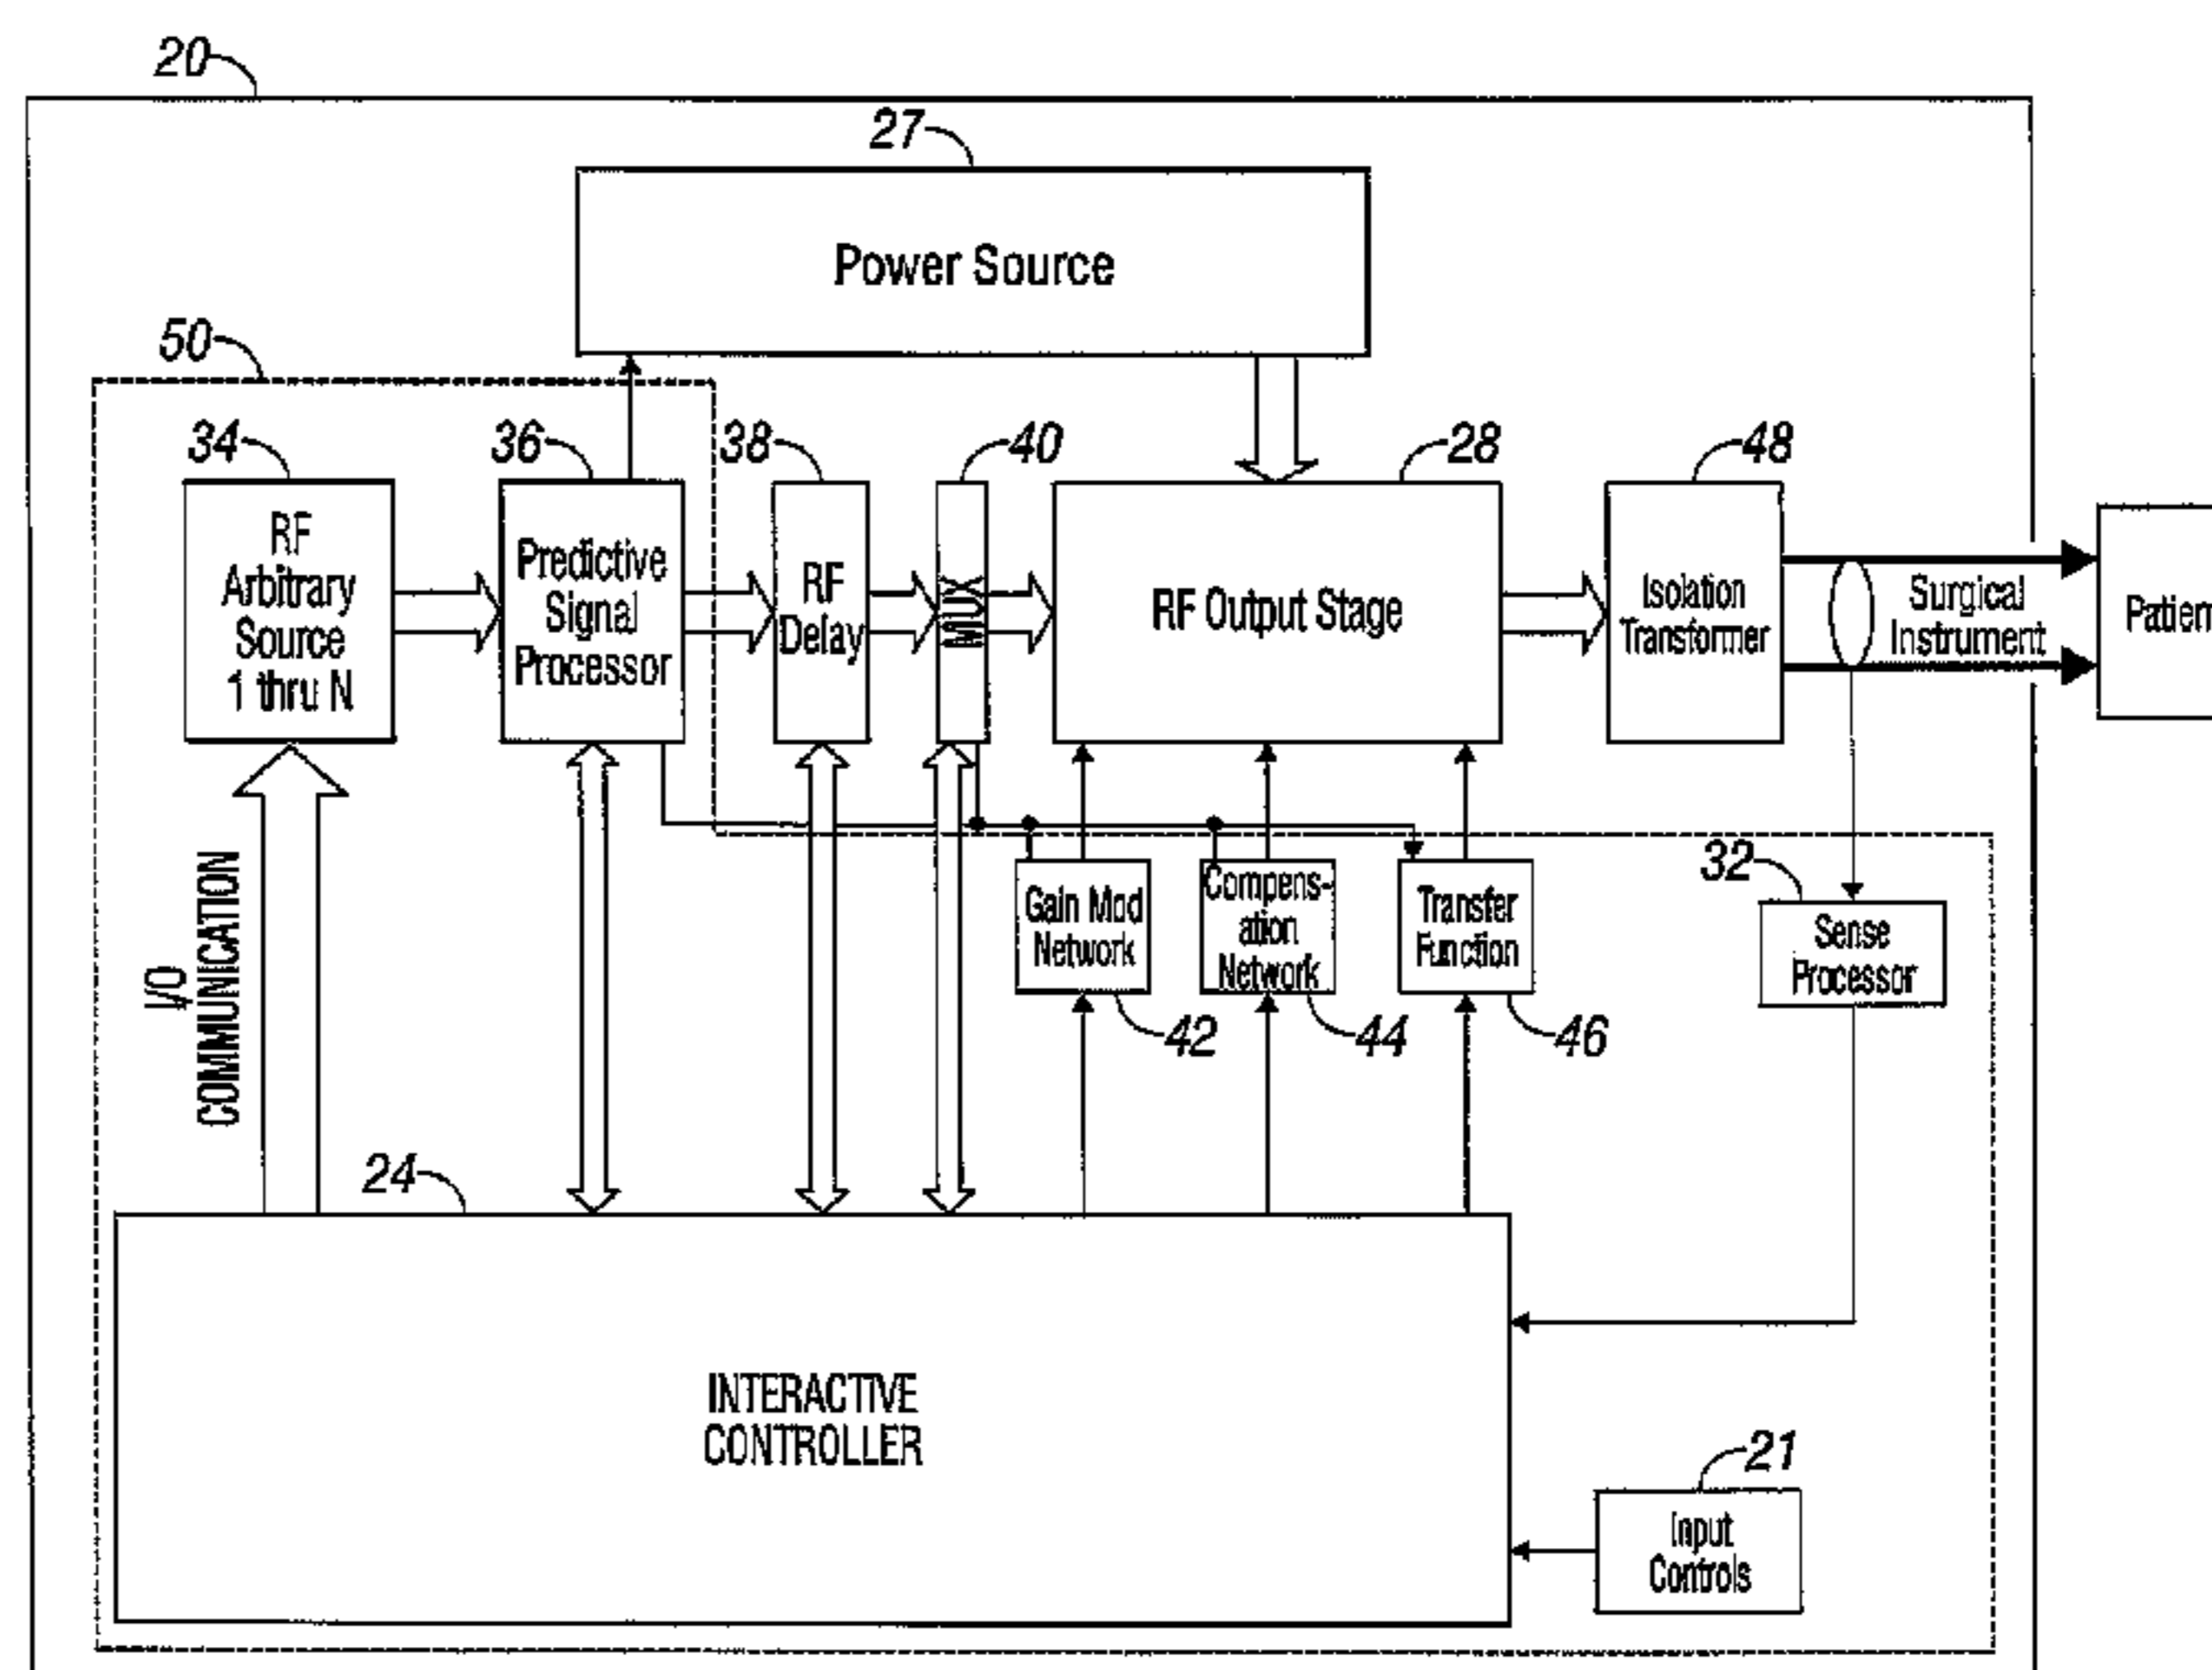 20
27
Power Source
50
34
36
38
40
28
48
RF
Arbitrary
Source
1 thru N
Predictive
Signal
Processor
RF
Delay
MUX
RF Output Stage
Isolation
Transformer
Surgical
Instrument
Patien
I/O
COMMUNICATION
Gain Mod
Network
Compens-
ation
Network
Transfer
Function
32
Sense
Processor
42
44
46
24
INTERACTIVE
CONTROLLER
21
Input
Controls